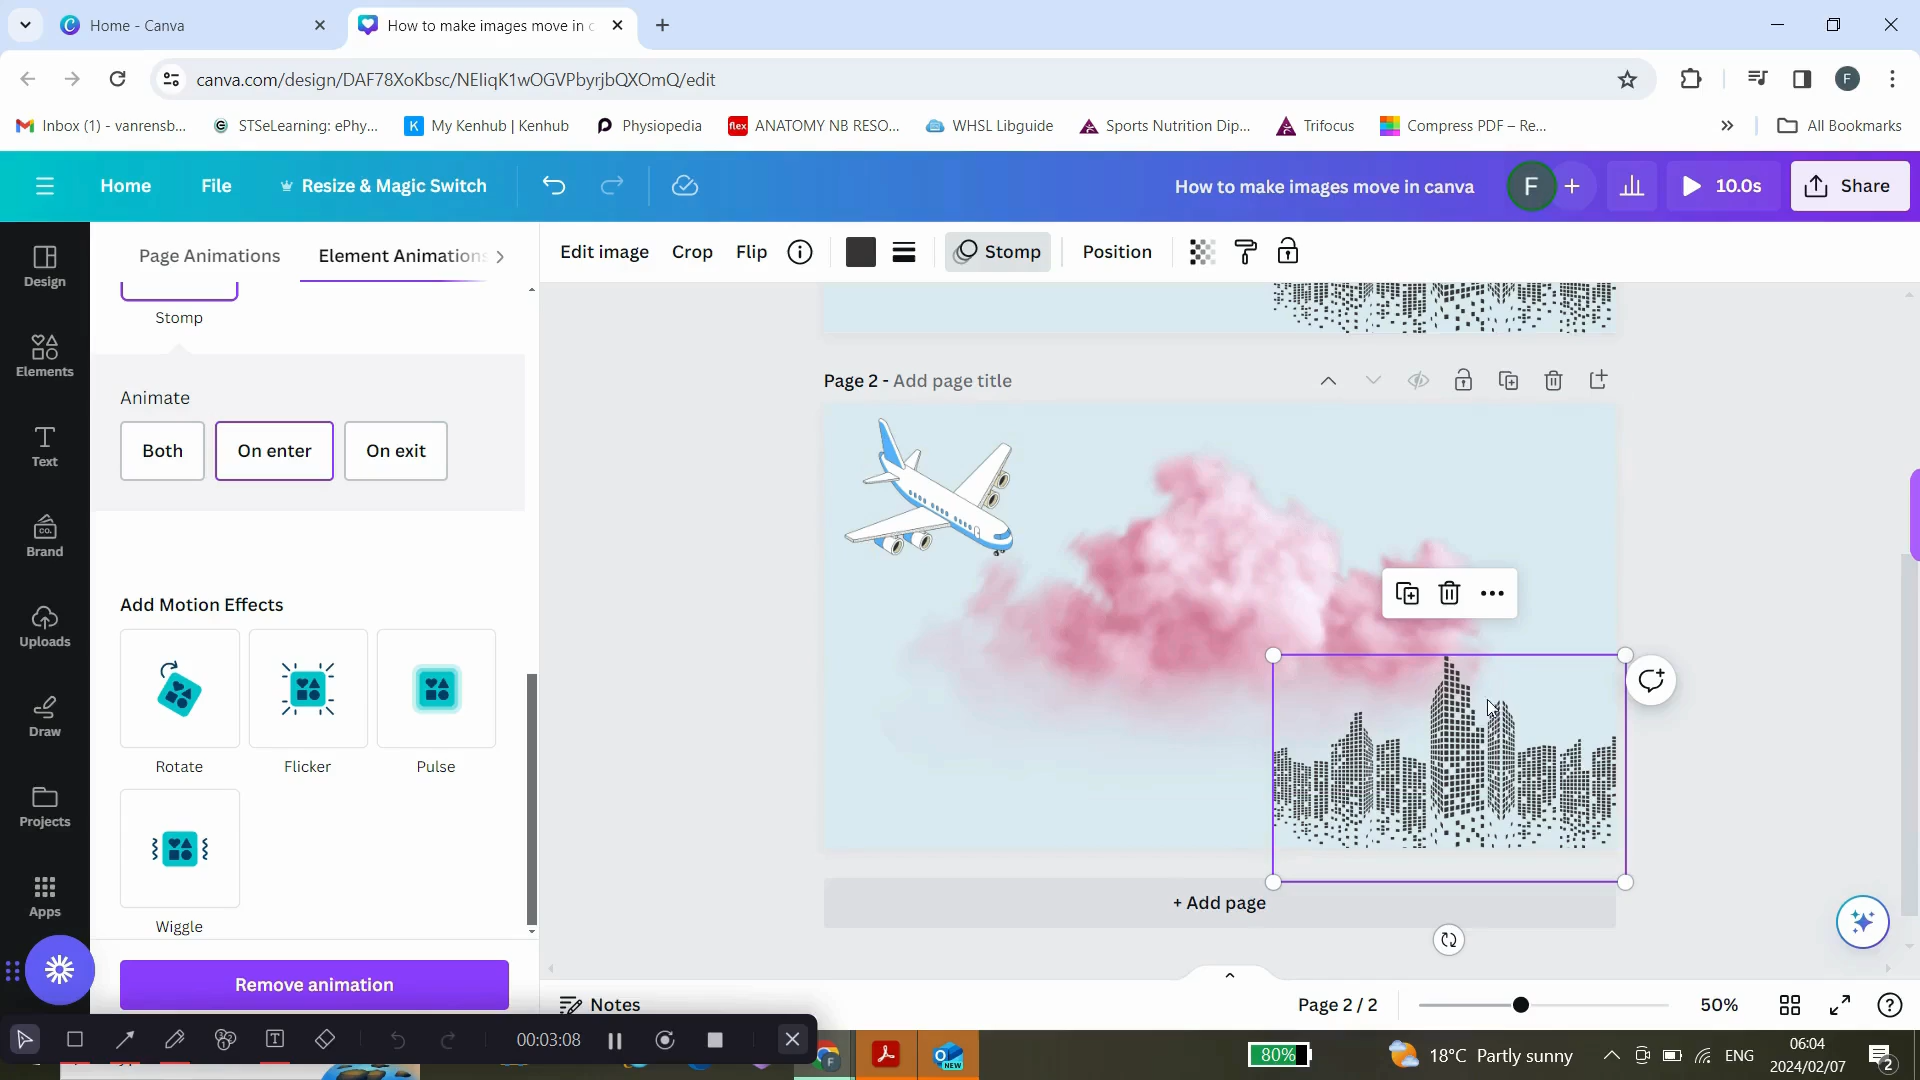 Home - Canva
How to make images move in c
canva.com/design/DAF78XoKbsc/NEIiqK1wOGVPbyrjbQXOmQ/edit
F
Inbox (1) - vanrensb...
STSeLearning: ePhy...
My Kenhub | Kenhub
Physiopedia
flex
ANATOMY NB RESO...
WHSL Libguide
Sports Nutrition Dip...
Trifocus
Compress PDF – Re...
All Bookmarks
Home
File
Resize & Magic Switch
How to make images move in canva
F
10.0s
Share
Page Animations
Element Animations
Edit image
Crop
Flip
Stomp
Position
Design
Elements
Text
Brand
Uploads
Draw
Projects
Apps
Stomp
Animate
Both
On enter
On exit
Add Motion Effects
Rotate
Flicker
Pulse
Wiggle
Remove animation
Page 2 - Add page title
+ Add page
Notes
Page 2 / 2
50%
00:03:08
NEW
80%
18°C Partly sunny
ENG
06:04
2024/02/07
2